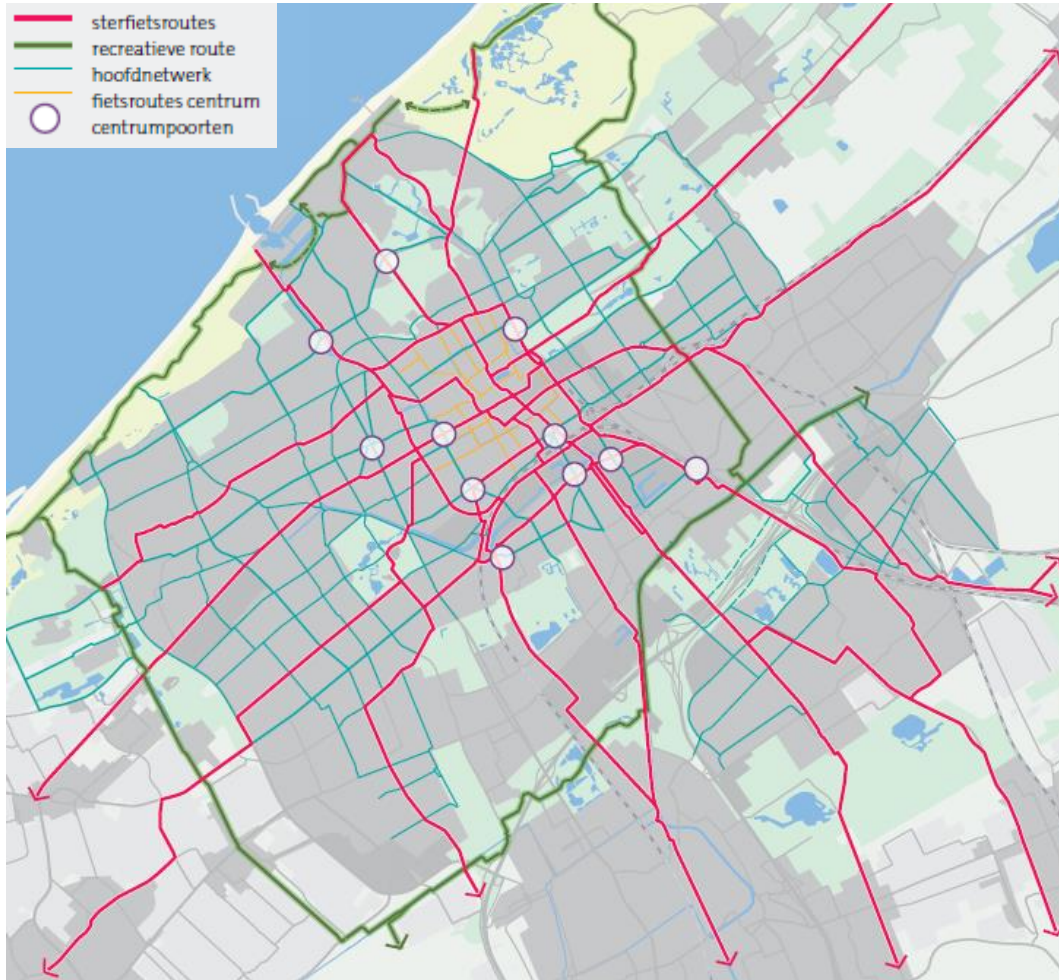 sterfietsroutes
recreatieve route
hoofdnetwerk
fietsroutes centrum
centrumpoorten